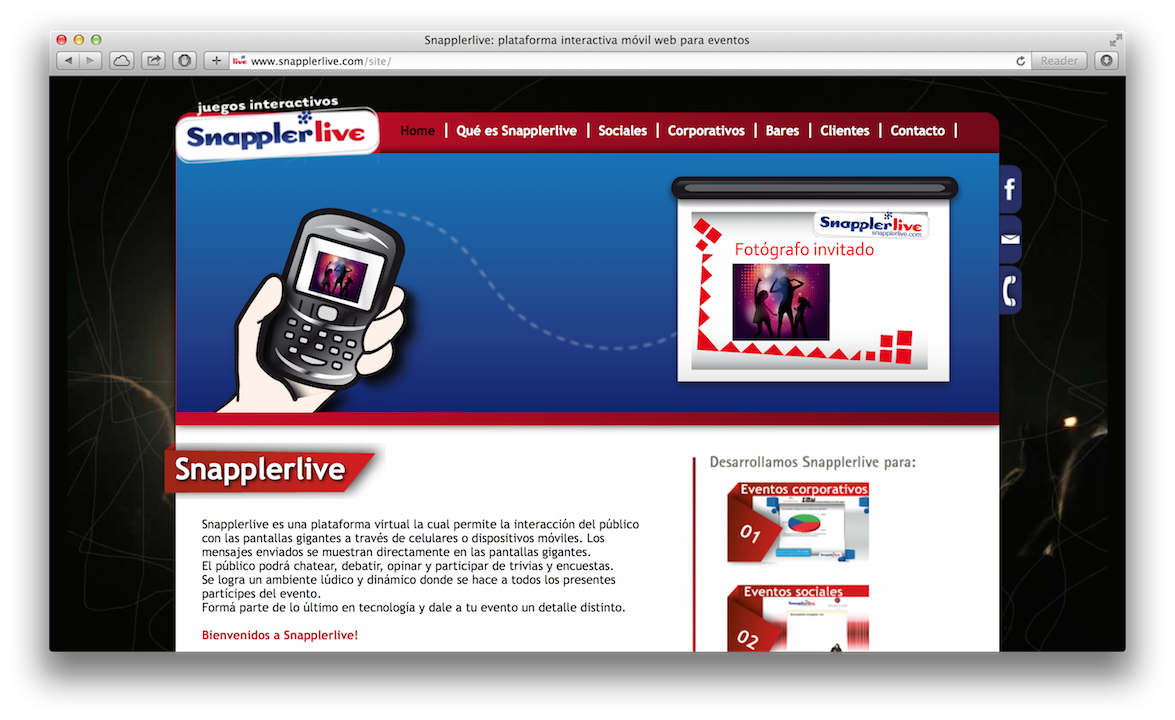 Snapplerlive: plataforma interactiva móvil web para eventos
live www.snapplerlive.com/site/ Reader
juegos interactivos
Snapplerlive
Home
Qué es Snapplerlive
Sociales
Corporativos
Bares
Clientes
Contacto
Snapplerlive
snapplerlive.com
Fotógrafo invitado
Snapplerlive
Snapplerlive es una plataforma virtual la cual permite la interacción del público
con las pantallas gigantes a través de celulares o dispositivos móviles. Los
mensajes enviados se muestran directamente en las pantallas gigantes.
El público podrá chatear, debatir, opinar y participar de trivias y encuestas.
Se logra un ambiente lúdico y dinámico donde se hace a todos los presentes
partícipes del evento.
Formá parte de lo último en tecnología y dale a tu evento un detalle distinto.
Bienvenidos a Snapplerlive!
Desarrollamos Snapplerlive para:
Eventos corporativos
01
Eventos sociales
02